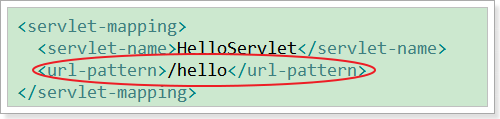 <servlet-mapping>
<servlet-name>HelloServlet</servlet-name>
<url-pattern>/hello</url-pattern>
</servlet-mapping>